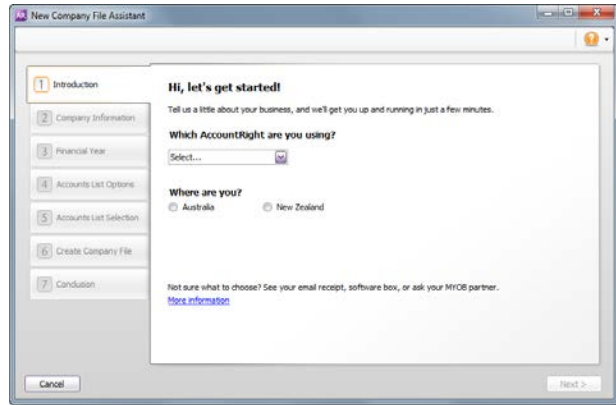 New Company File Assistant
1 Introduction
2 Company Information
3 Financial Year
4 Accounts List Options
5 Accounts List Selection
6 Create Company File
7 Conclusion
Hi, let's get started!
Tell us a little about your business, and we'll get you up and running in just a few minutes.
Which AccountRight are you using?
Select...
Where are you?
Australia New Zealand
Not sure what to choose? See your email receipt, software box, or ask your MYOB partner.
More information
Cancel Next >